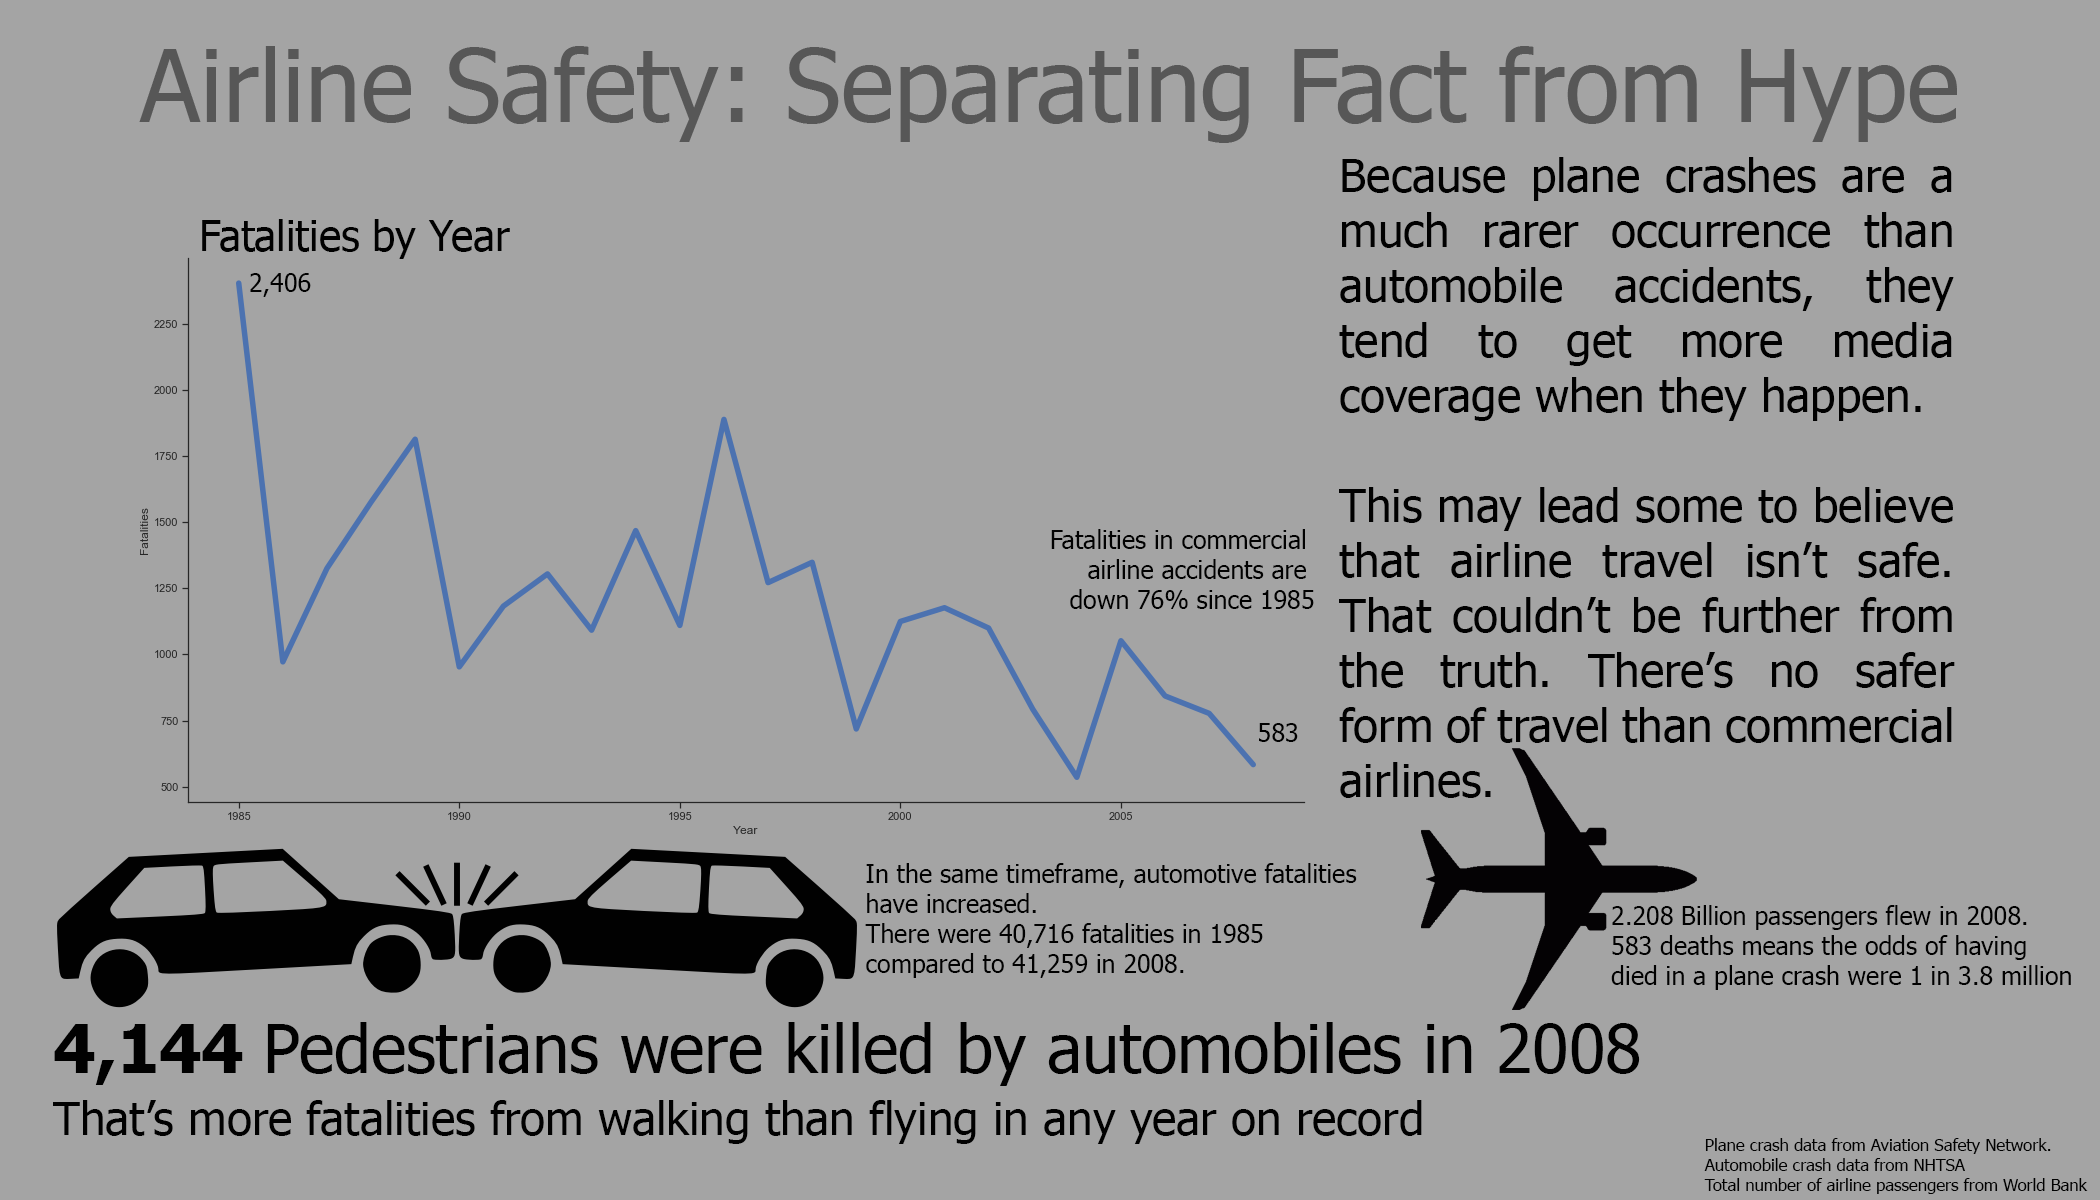 Airline Safety: Separating Fact from Hype
Fatalities by Year
2,406
2250
2000
1750
1500
1250
1000
750
500
Fatalities
1985
1990
1995
2000
2005
Year
Fatalities in commercial
airline accidents are
down 76% since 1985
583
Because plane crashes are a
much rarer occurrence than
automobile accidents, they
tend to get more media
coverage when they happen.
This may lead some to believe
that airline travel isn't safe.
That couldn't be further from
the truth. There's no safer
form of travel than commercial
airlines.
In the same timeframe, automotive fatalities
have increased.
There were 40,716 fatalities in 1985
compared to 41,259 in 2008.
2.208 Billion passengers flew in 2008.
583 deaths means the odds of having
died in a plane crash were 1 in 3.8 million
4,144 Pedestrians were killed by automobiles in 2008
That's more fatalities from walking than flying in any year on record
Plane crash data from Aviation Safety Network.
Automobile crash data from NHTSA
Total number of airline passengers from World Bank